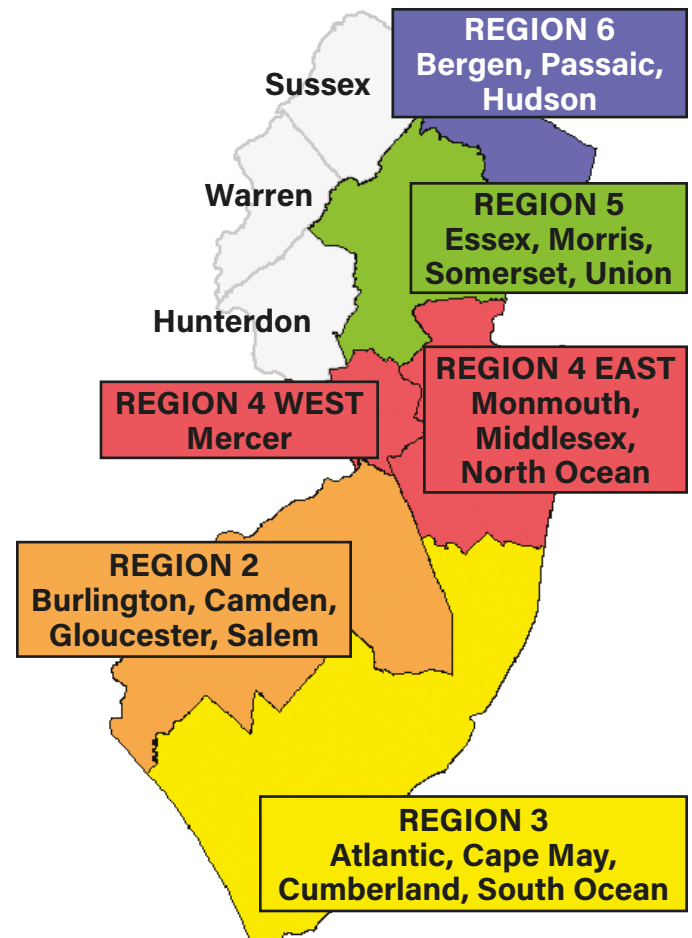 REGION 6
Bergen, Passaic,
Hudson
Sussex
Warren
REGION 5
Essex, Morris,
Somerset, Union
Hunterdon
REGION 4 WEST
Mercer
REGION 4 EAST
Monmouth,
Middlesex,
North Ocean
REGION 2
Burlington, Camden,
Gloucester, Salem
REGION 3
Atlantic, Cape May,
Cumberland, South Ocean